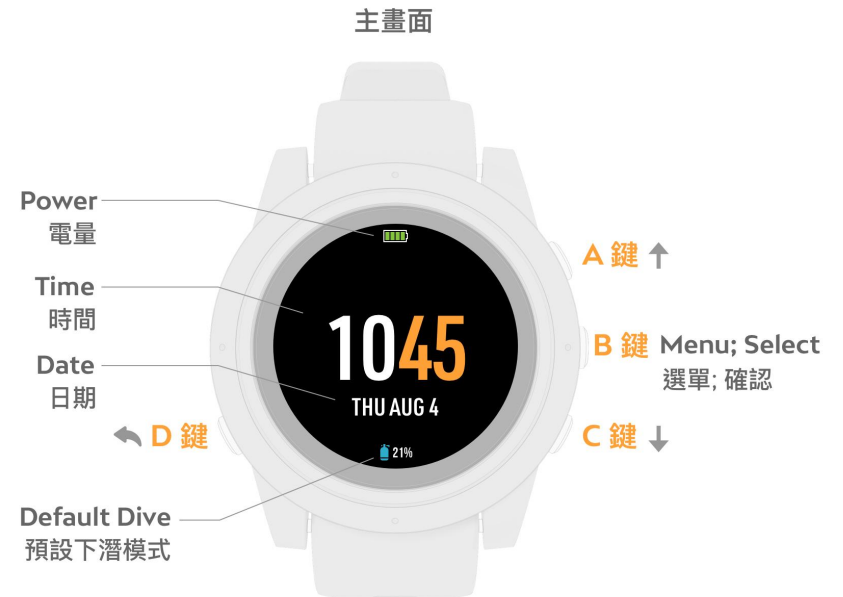 主畫面
Power
電量
Time
時間
Date
日期
D 鍵
Default Dive
預設下潛模式
1045
THU AUG 4
21%
A 鍵
B 鍵 Menu; Select
選單; 確認
C 鍵